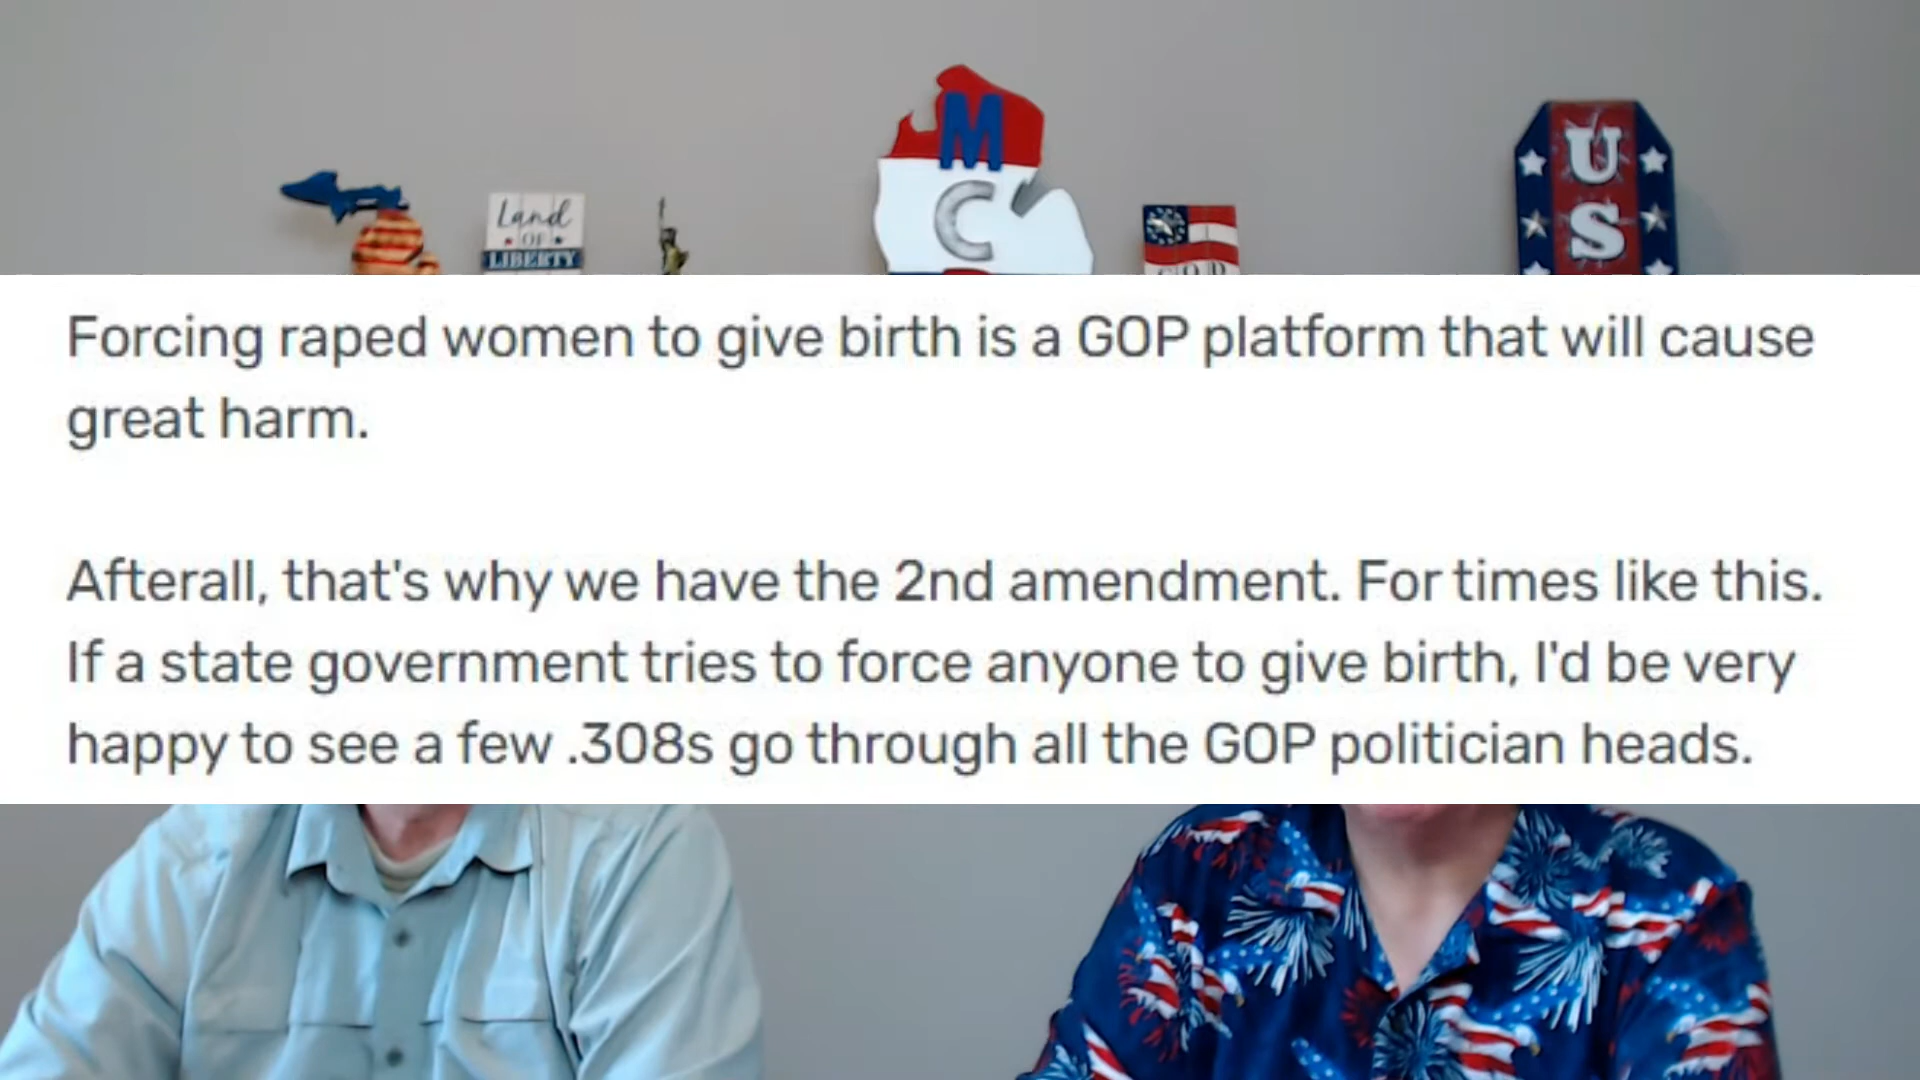 M
C
Land
OF
LIBERTY
GOD
U
S
Forcing raped women to give birth is a GOP platform that will cause
great harm.
Afterall, that's why we have the 2nd amendment. For times like this.
If a state government tries to force anyone to give birth, I'd be very
happy to see a few .308s go through all the GOP politician heads.